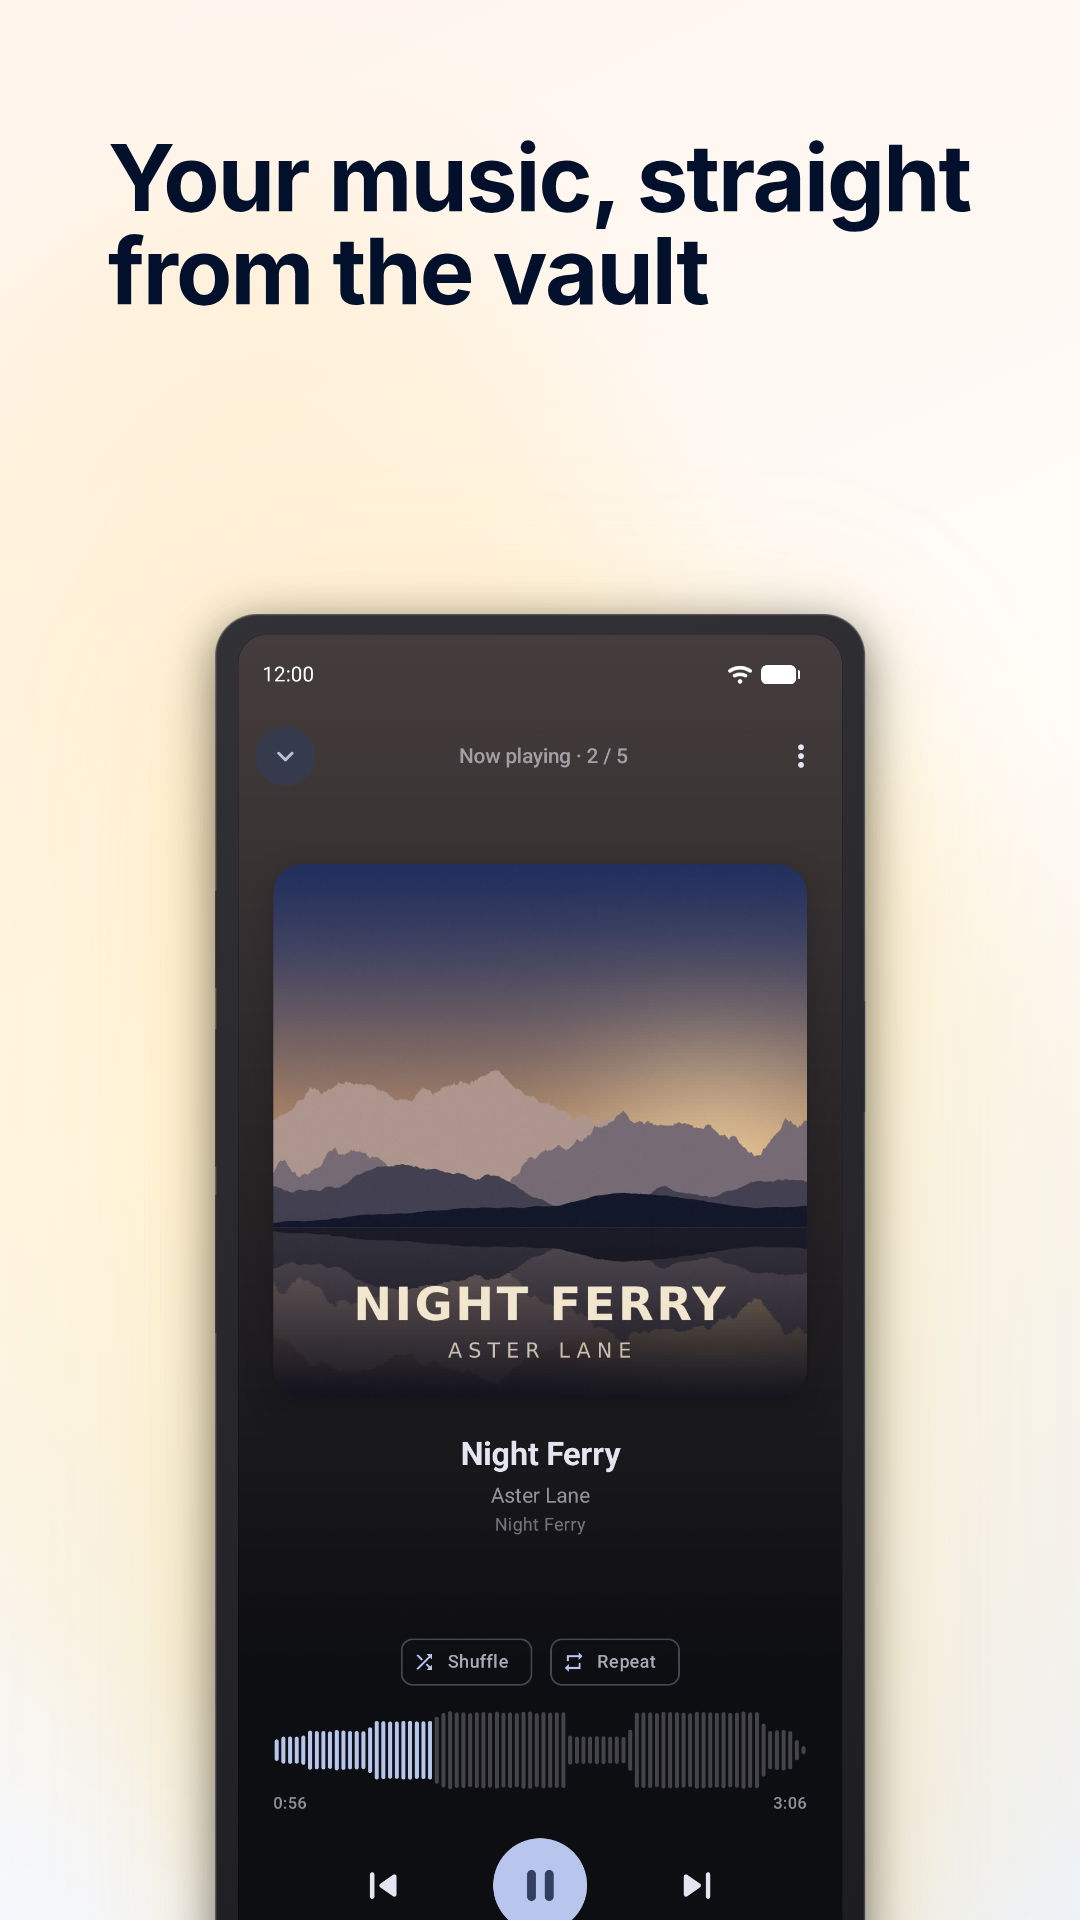 Your music, straight
from the vault
12:00
Now playing · 2 / 5
NIGHT FERRY
ASTER LANE
Night Ferry
Aster Lane
Night Ferry
Shuffle
Repeat
0:56
3:06